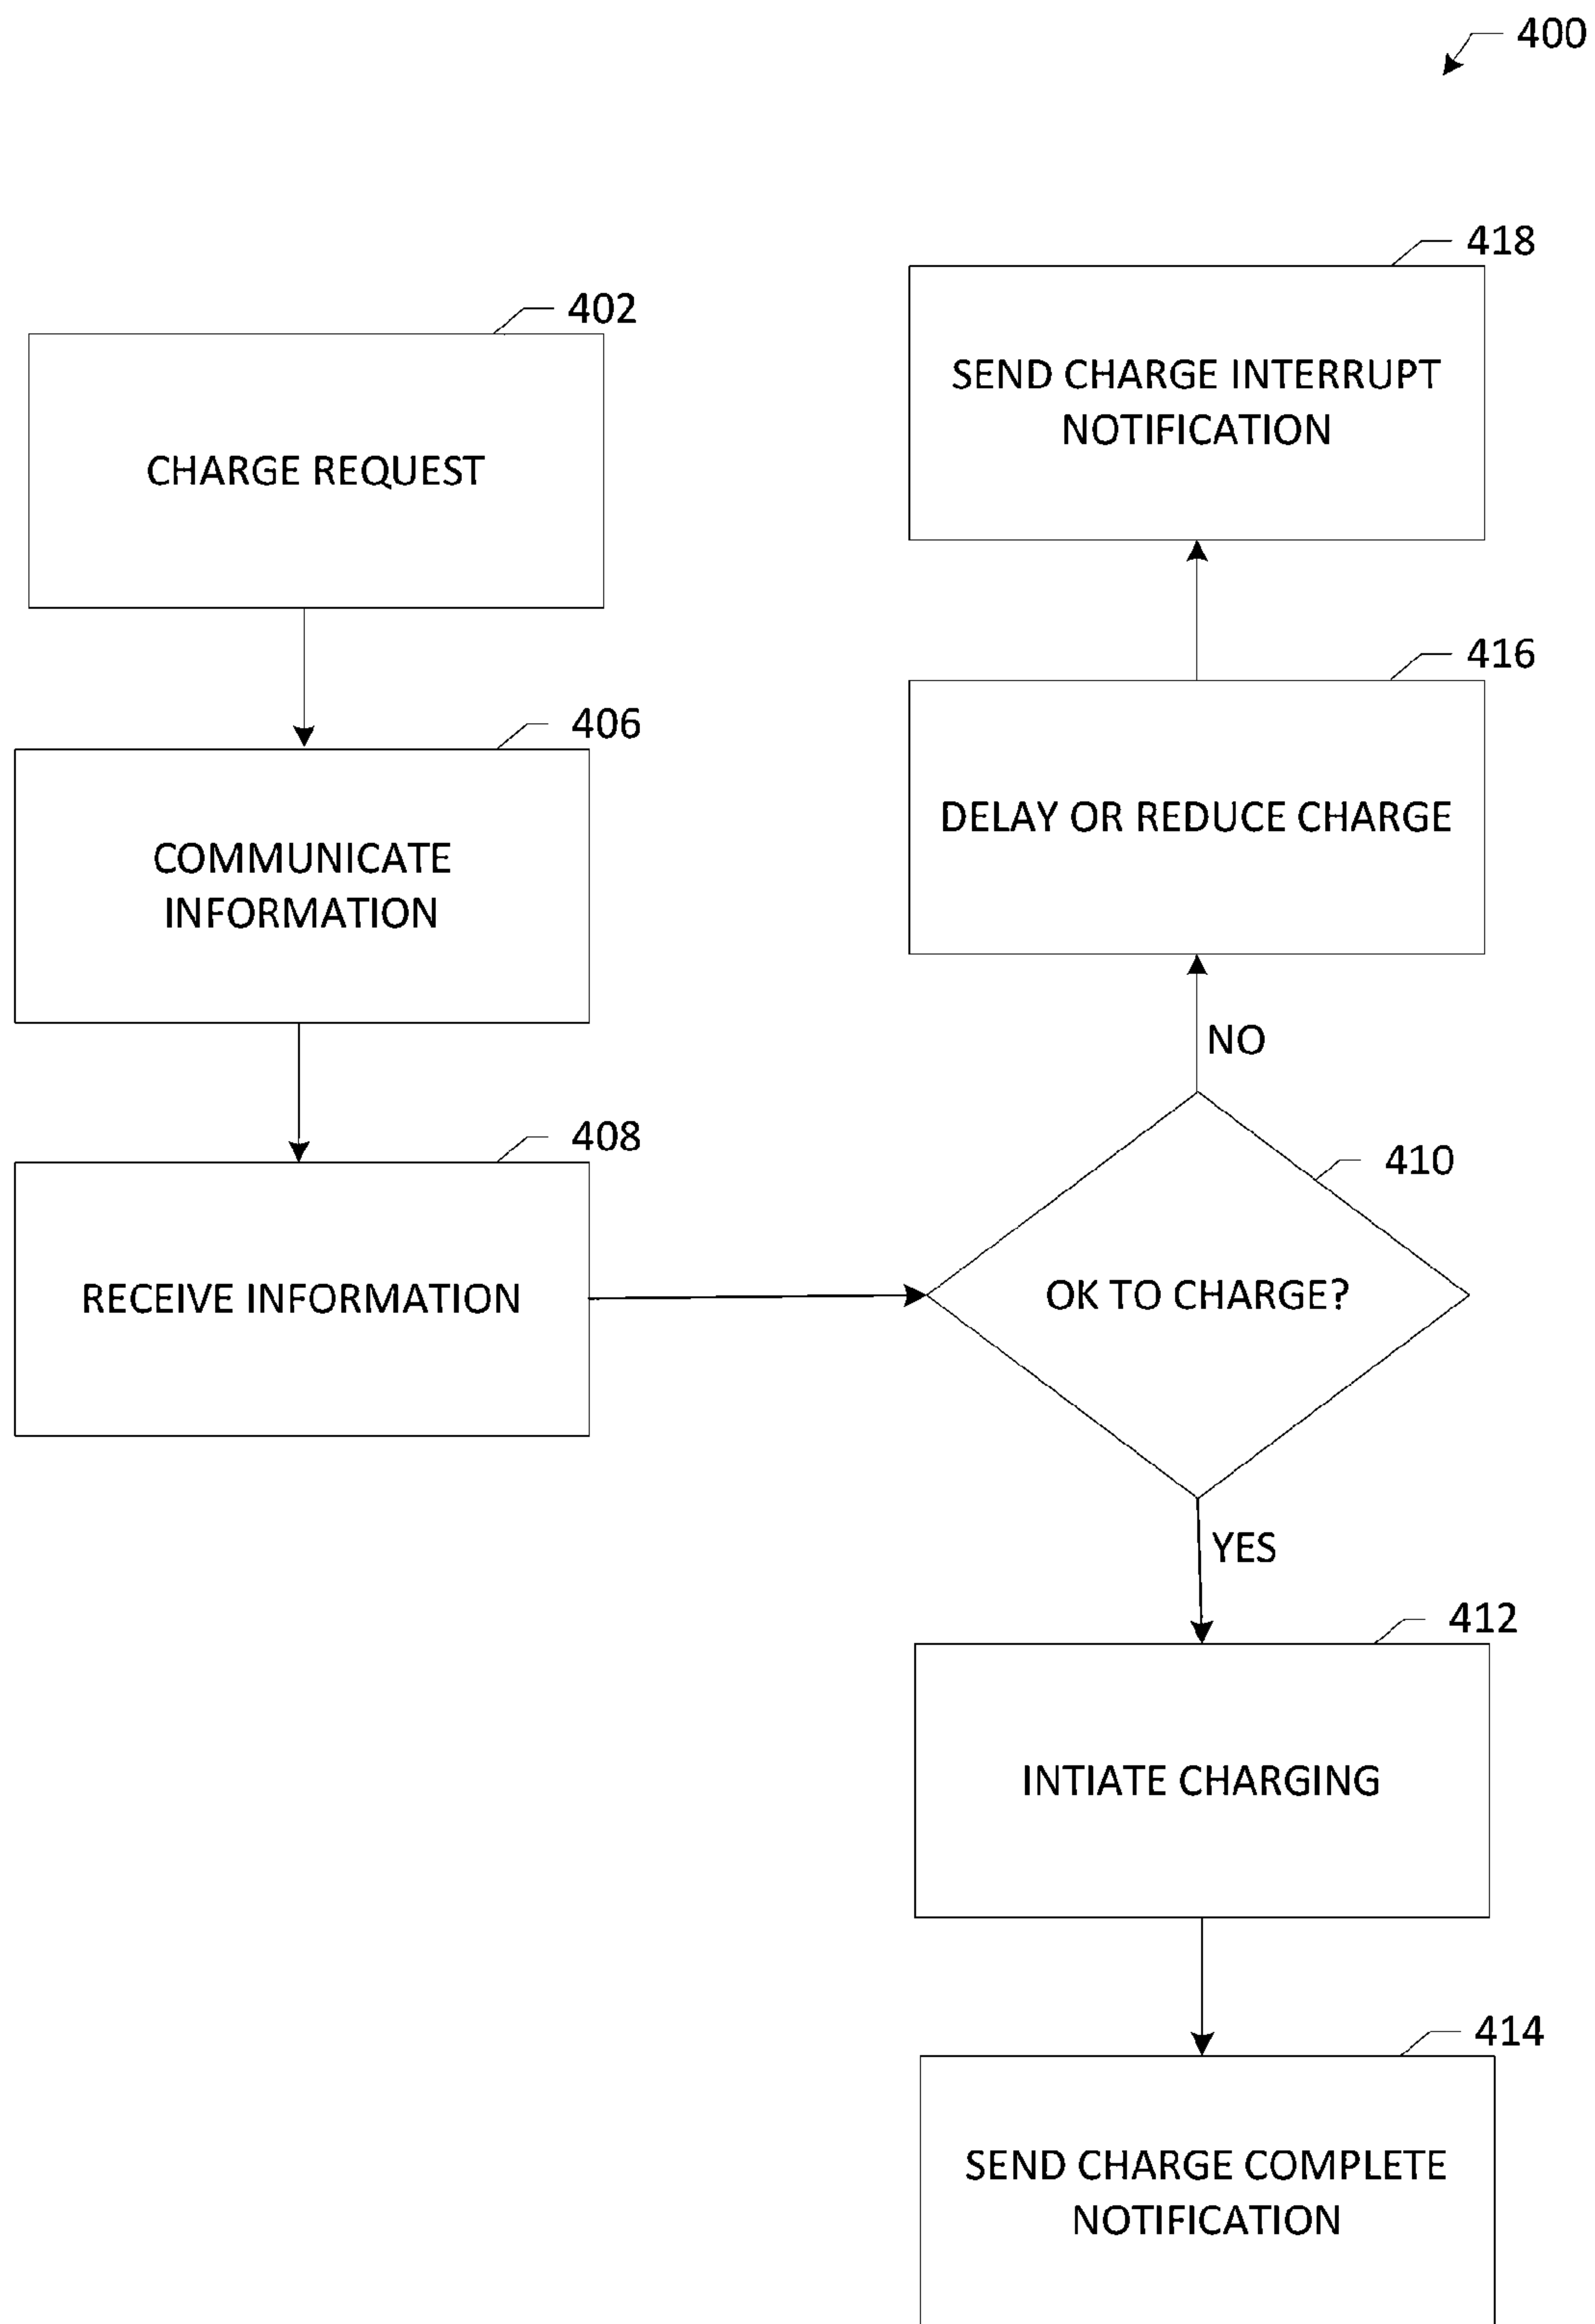 400
402
CHARGE REQUEST
406
COMMUNICATE
INFORMATION
408
RECEIVE INFORMATION
418
SEND CHARGE INTERRUPT
NOTIFICATION
416
DELAY OR REDUCE CHARGE
NO
410
OK TO CHARGE?
YES
412
INTIATE CHARGING
414
SEND CHARGE COMPLETE
NOTIFICATION